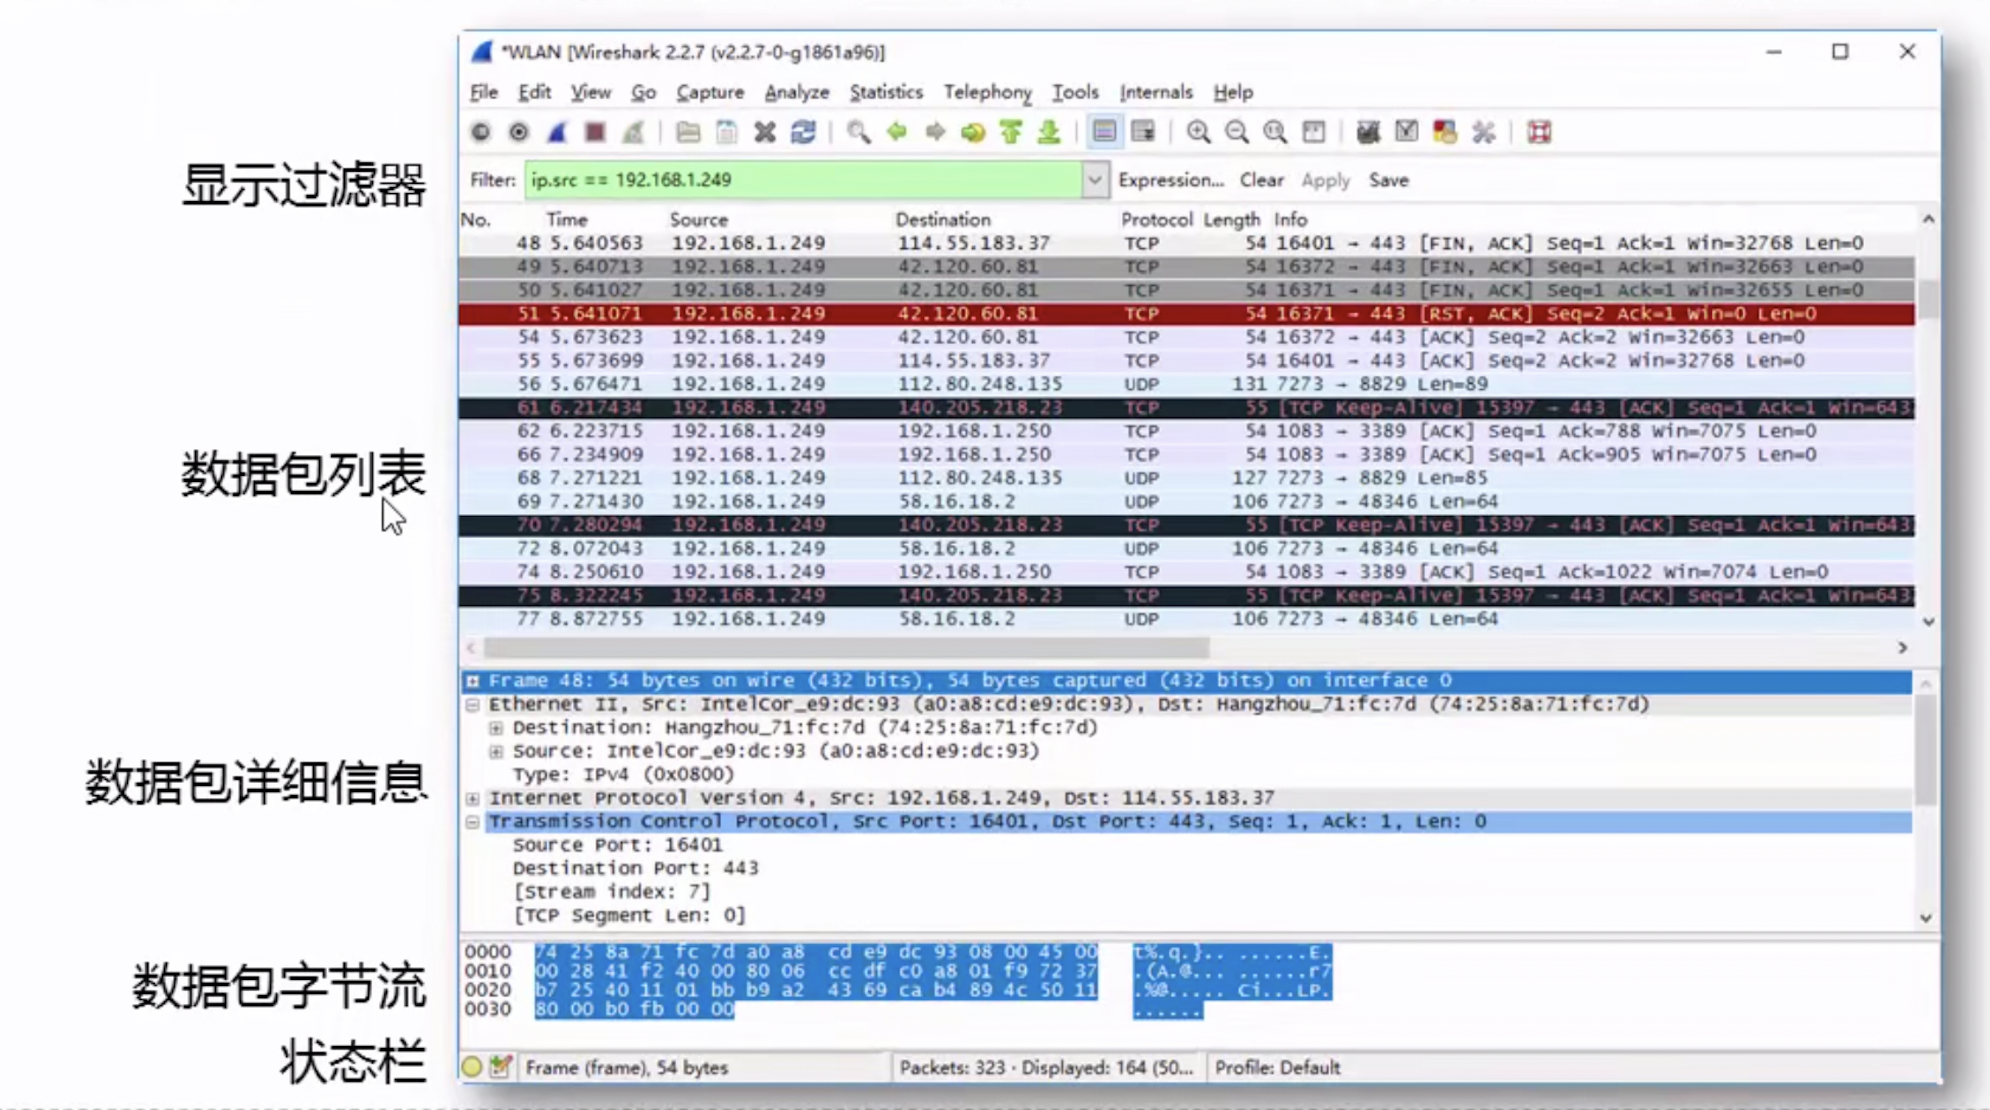 *WLAN [Wireshark 2.2.7 (v2.2.7-0-g1861a96)]
File Edit View Go Capture Analyze Statistics Telephony Tools Internals Help
显示过滤器
Filter: ip.src == 192.168.1.249 Expression... Clear Apply Save
No. Time Source Destination Protocol Length Info
48 5.640563 192.168.1.249 114.55.183.37 TCP 54 16401 → 443 [FIN, ACK] Seq=1 Ack=1 Win=32768 Len=0
49 5.640713 192.168.1.249 42.120.60.81 TCP 54 16372 → 443 [FIN, ACK] Seq=1 Ack=1 Win=32663 Len=0
50 5.641027 192.168.1.249 42.120.60.81 TCP 54 16371 → 443 [FIN, ACK] Seq=1 Ack=1 Win=32655 Len=0
51 5.641071 192.168.1.249 42.120.60.81 TCP 54 16371 → 443 [RST, ACK] Seq=2 Ack=1 Win=0 Len=0
54 5.673623 192.168.1.249 42.120.60.81 TCP 54 16372 → 443 [ACK] Seq=2 Ack=2 Win=32663 Len=0
55 5.673699 192.168.1.249 114.55.183.37 TCP 54 16401 → 443 [ACK] Seq=2 Ack=2 Win=32768 Len=0
56 5.676471 192.168.1.249 112.80.248.135 UDP 131 7273 → 8829 Len=89
61 6.217434 192.168.1.249 140.205.218.23 TCP 55 [TCP Keep-Alive] 15397 → 443 [ACK] Seq=1 Ack=1 Win=643
62 6.223715 192.168.1.249 192.168.1.250 TCP 54 1083 → 3389 [ACK] Seq=1 Ack=788 Win=7075 Len=0
数据包列表
66 7.234909 192.168.1.249 192.168.1.250 TCP 54 1083 → 3389 [ACK] Seq=1 Ack=905 Win=7075 Len=0
68 7.271221 192.168.1.249 112.80.248.135 UDP 127 7273 → 8829 Len=85
69 7.271430 192.168.1.249 58.16.18.2 UDP 106 7273 → 48346 Len=64
70 7.280294 192.168.1.249 140.205.218.23 TCP 55 [TCP Keep-Alive] 15397 → 443 [ACK] Seq=1 Ack=1 Win=643
72 8.072043 192.168.1.249 58.16.18.2 UDP 106 7273 → 48346 Len=64
74 8.250610 192.168.1.249 192.168.1.250 TCP 54 1083 → 3389 [ACK] Seq=1 Ack=1022 Win=7074 Len=0
75 8.322245 192.168.1.249 140.205.218.23 TCP 55 [TCP Keep-Alive] 15397 → 443 [ACK] Seq=1 Ack=1 Win=643
77 8.872755 192.168.1.249 58.16.18.2 UDP 106 7273 → 48346 Len=64
Frame 48: 54 bytes on wire (432 bits), 54 bytes captured (432 bits) on interface 0
Ethernet II, Src: IntelCor_e9:dc:93 (a0:a8:cd:e9:dc:93), Dst: Hangzhou_71:fc:7d (74:25:8a:71:fc:7d)
Destination: Hangzhou_71:fc:7d (74:25:8a:71:fc:7d)
Source: IntelCor_e9:dc:93 (a0:a8:cd:e9:dc:93)
Type: IPv4 (0x0800)
数据包详细信息
Internet Protocol Version 4, Src: 192.168.1.249, Dst: 114.55.183.37
Transmission Control Protocol, Src Port: 16401, Dst Port: 443, Seq: 1, Ack: 1, Len: 0
Source Port: 16401
Destination Port: 443
[Stream index: 7]
[TCP Segment Len: 0]
0000 74 25 8a 71 fc 7d a0 a8 cd e9 dc 93 08 00 45 00 t%.q.}.. ......E.
0010 00 28 41 f2 40 00 80 06 cc df c0 a8 01 f9 72 37 .(A.@... ......r7
数据包字节流
0020 b7 25 40 11 01 bb b9 a2 43 69 ca b4 89 4c 50 11 .%@..... Ci...LP.
0030 80 00 b0 fb 00 00 ......
状态栏
Frame (frame), 54 bytes Packets: 323 · Displayed: 164 (50... Profile: Default